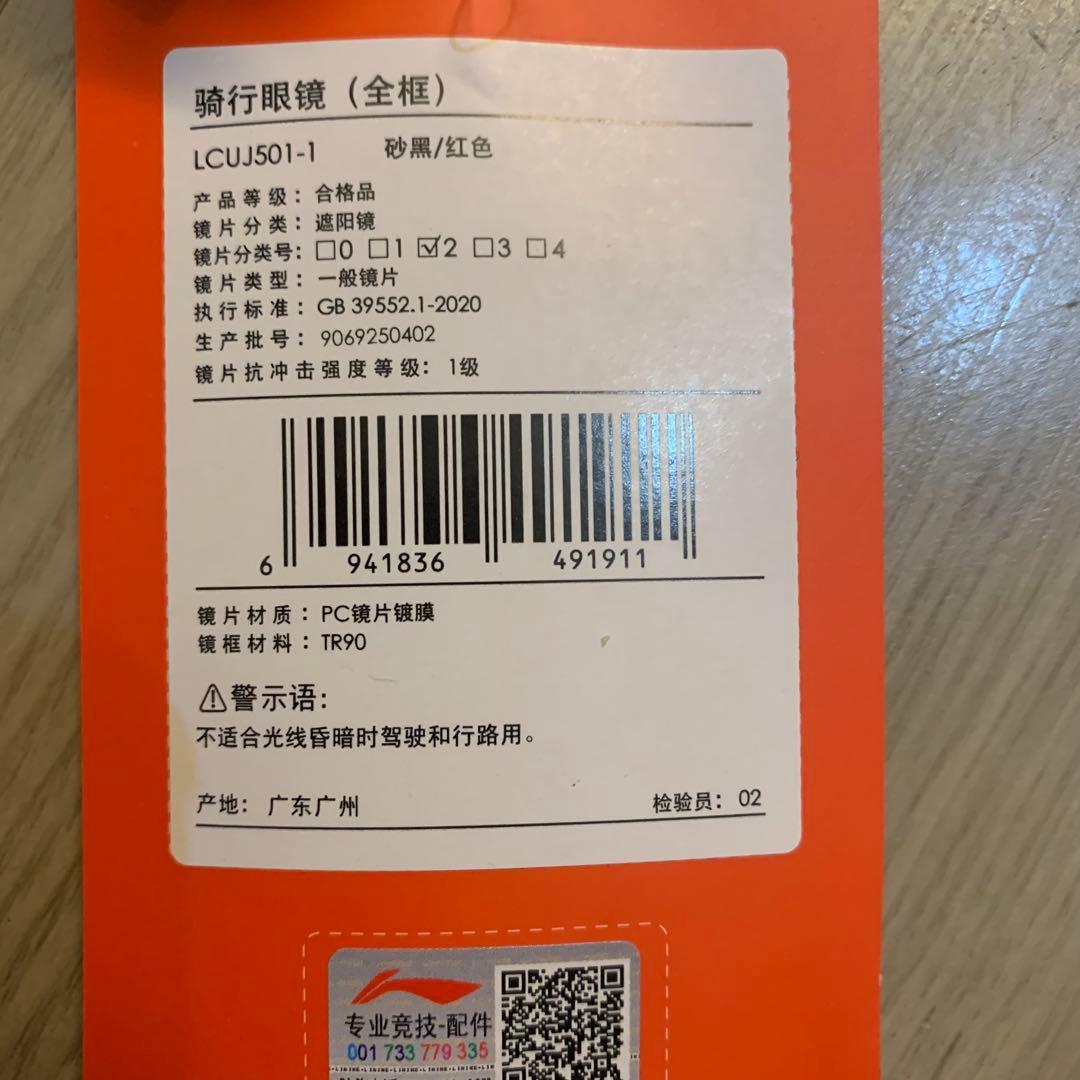 骑行眼镜（全框）
LCUJ501-1 砂黑/红色
产品等级：合格品
镜片分类：遮阳镜
镜片分类号：☐0 ☐1 ☑2 ☐3 ☐4
镜片类型：一般镜片
执行标准：GB 39552.1-2020
生产批号：9069250402
镜片抗冲击强度等级：1级
6 941836 491911
镜片材质：PC镜片镀膜
镜框材料：TR90
⚠警示语：
不适合光线昏暗时驾驶和行路用。
产地：广东广州 检验员：02
专业竞技-配件
001 733 779 335